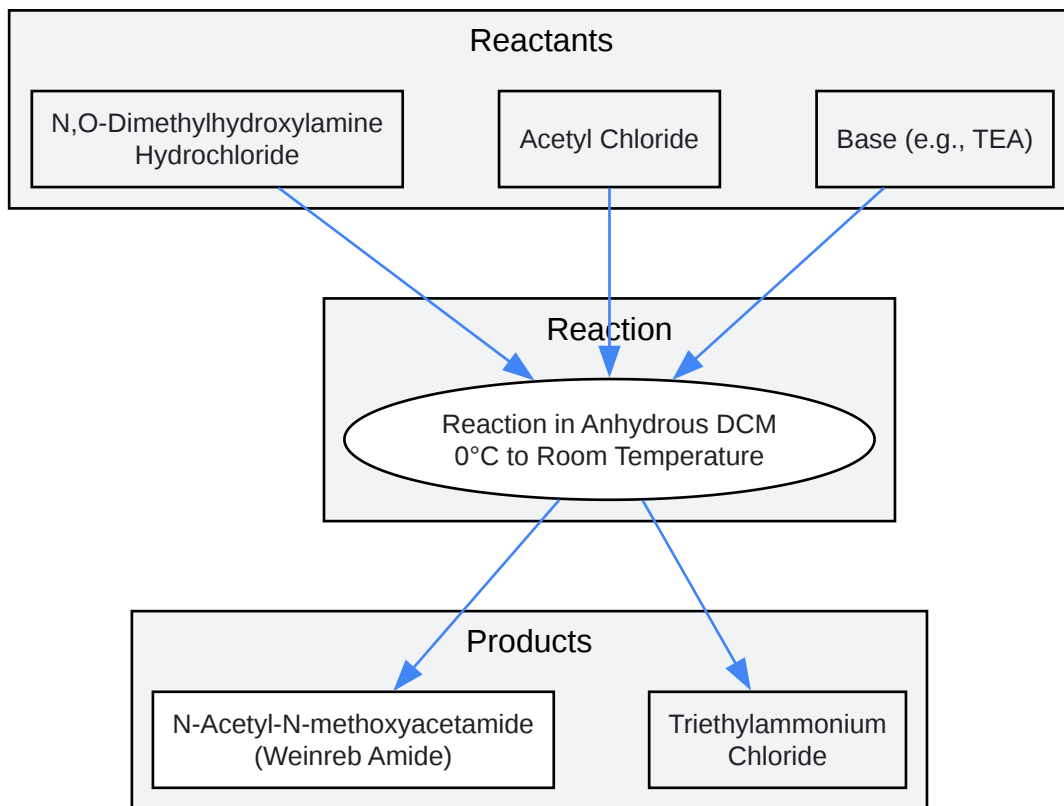 Reactants
N,O-Dimethylhydroxylamine
Hydrochloride
Acetyl Chloride
Base (e.g., TEA)
Reaction
Reaction in Anhydrous DCM
0°C to Room Temperature
Products
N-Acetyl-N-methoxyacetamide
(Weinreb Amide)
Triethylammonium
Chloride